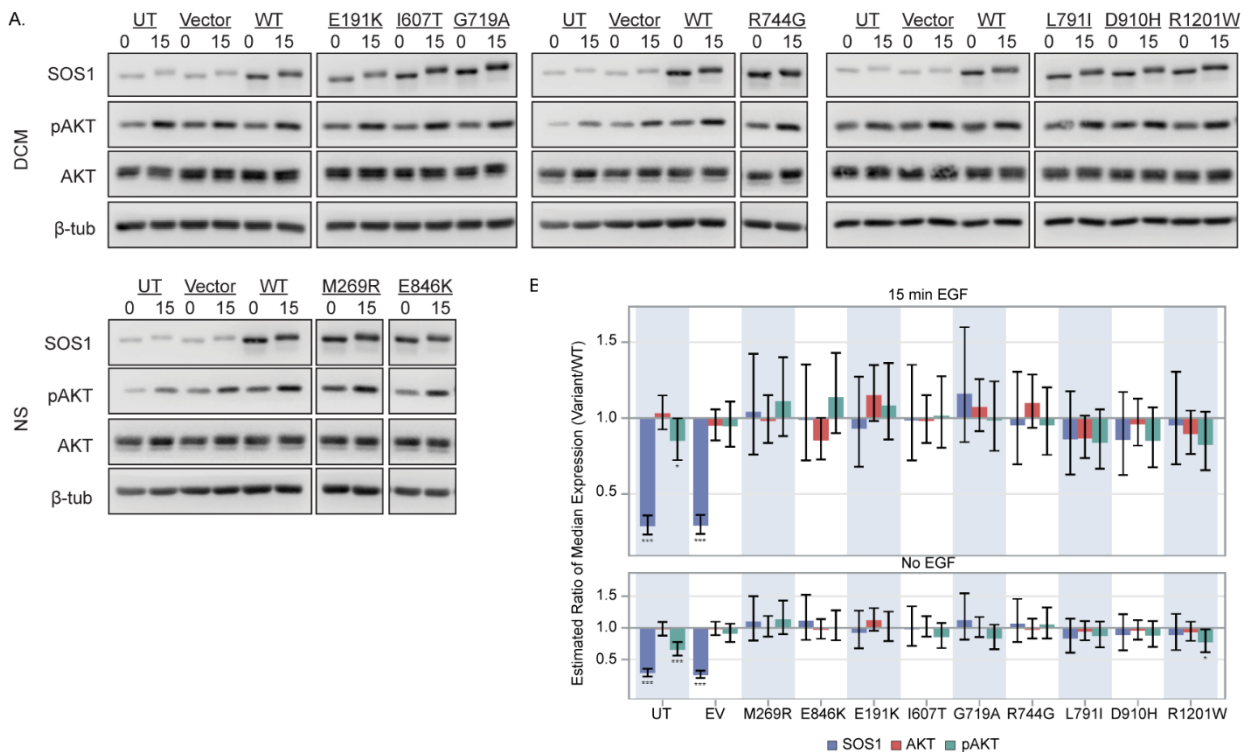 A.
UT Vector WT E191K I607T G719A UT Vector WT R744G UT Vector WT L791I D910H R1201W
0 15 0 15 0 15 0 15 0 15 0 15 0 15 0 15 0 15 0 15 0 15 0 15 0 15 0 15 0 15 0 15
DCM
SOS1
pAKT
AKT
β-tub
UT Vector WT M269R E846K
0 15 0 15 0 15 0 15 0 15
NS
SOS1
pAKT
AKT
β-tub
E
Estimated Ratio of Median Expression (Variant/WT)
15 min EGF
1.5
1.0
0.5
*
***
***
No EGF
1.5
1.0
0.5
***
***
***
*
UT EV M269R E846K E191K I607T G719A R744G L791I D910H R1201W
SOS1 AKT pAKT